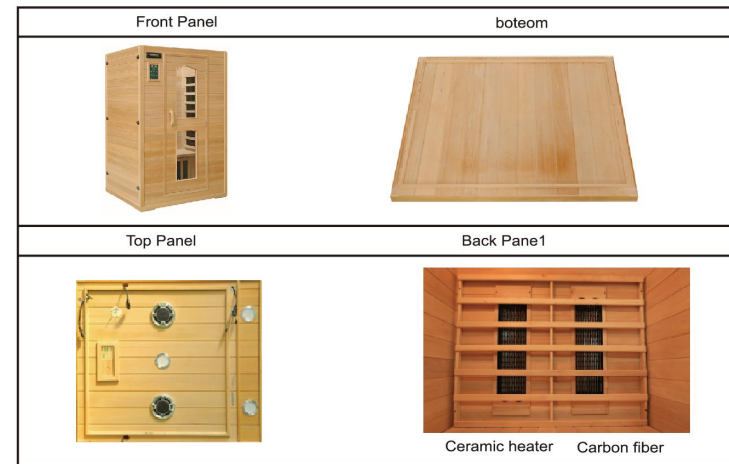 Front Panel
boteom
Top Panel
Back Pane1
Ceramic heater
Carbon fiber